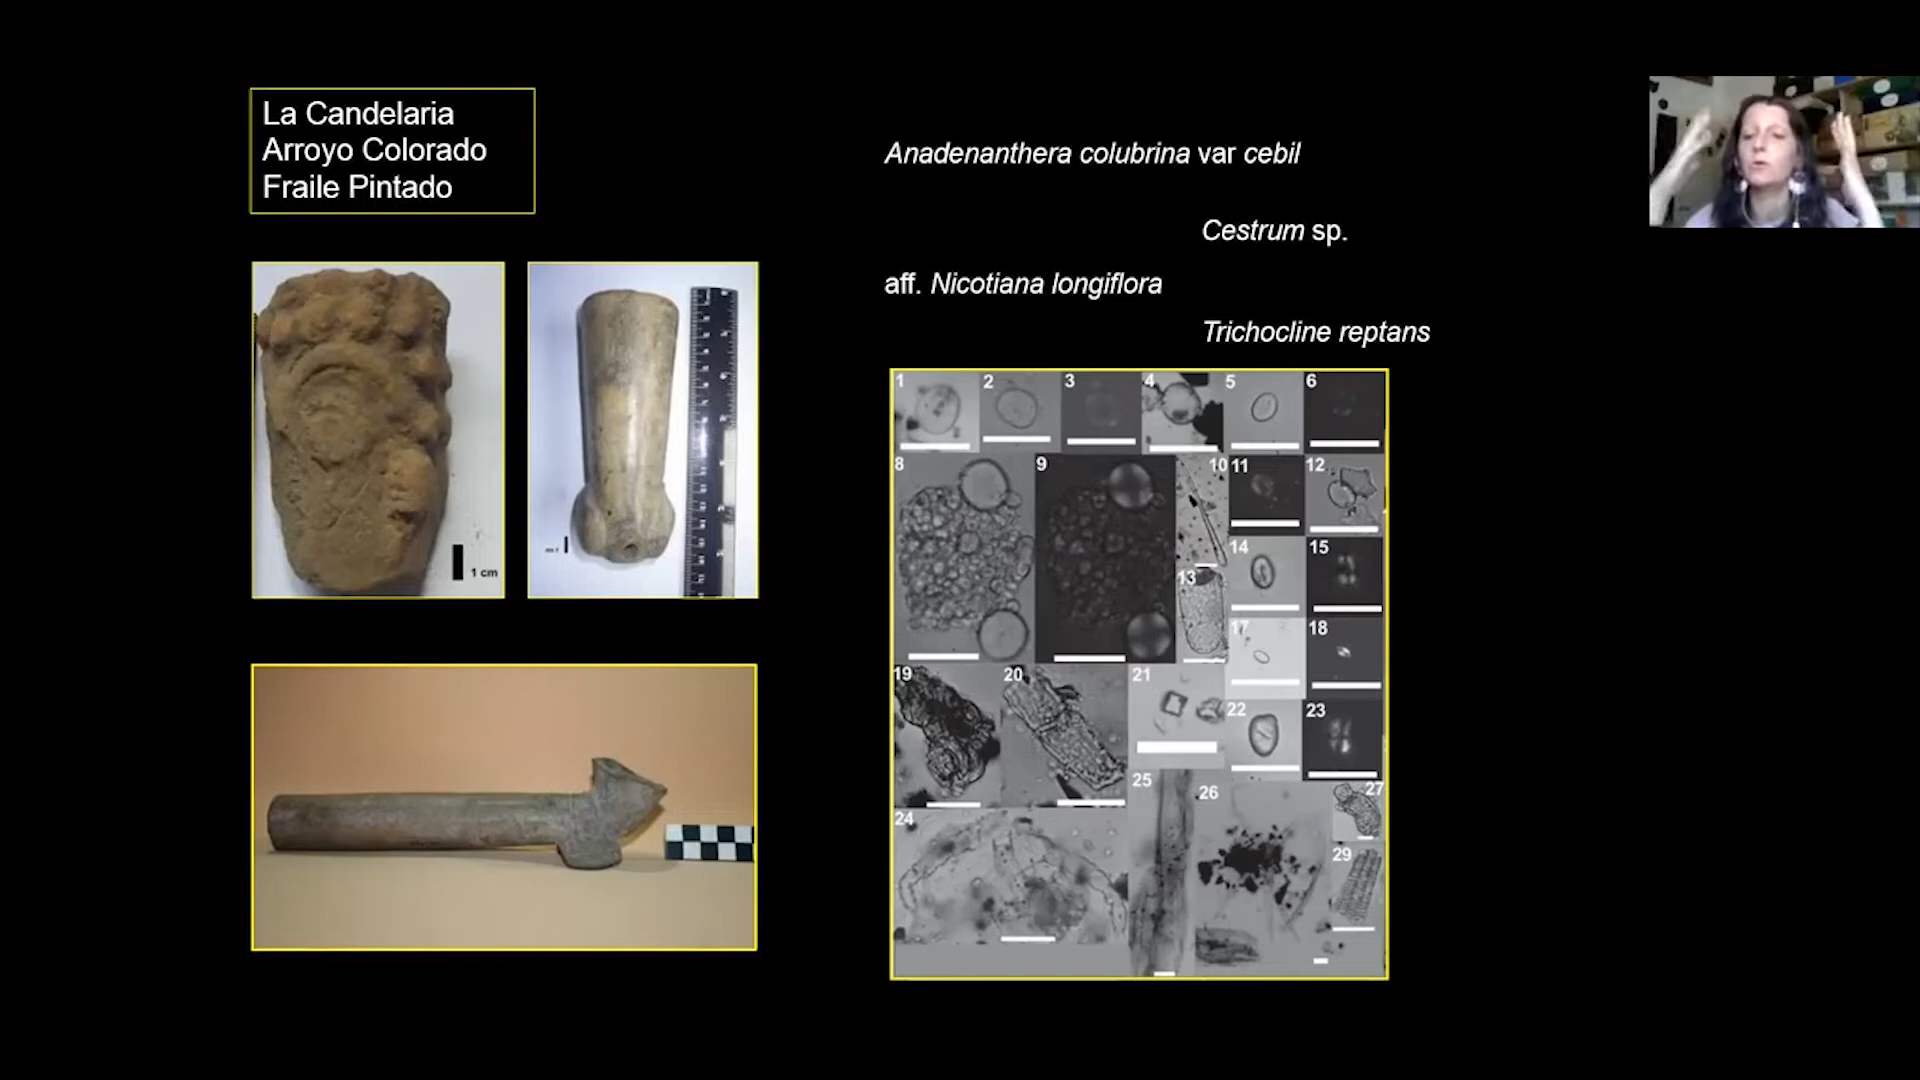 La Candelaria
Arroyo Colorado
Fraile Pintado
Anadenanthera colubrina var cebil
Cestrum sp.
aff. Nicotiana longiflora
Trichocline reptans
1 cm
1 2 3 4 5 6
8 9 10 11 12
13 14 15
17 18
19 20 21 22 23
24 25 26 27
29